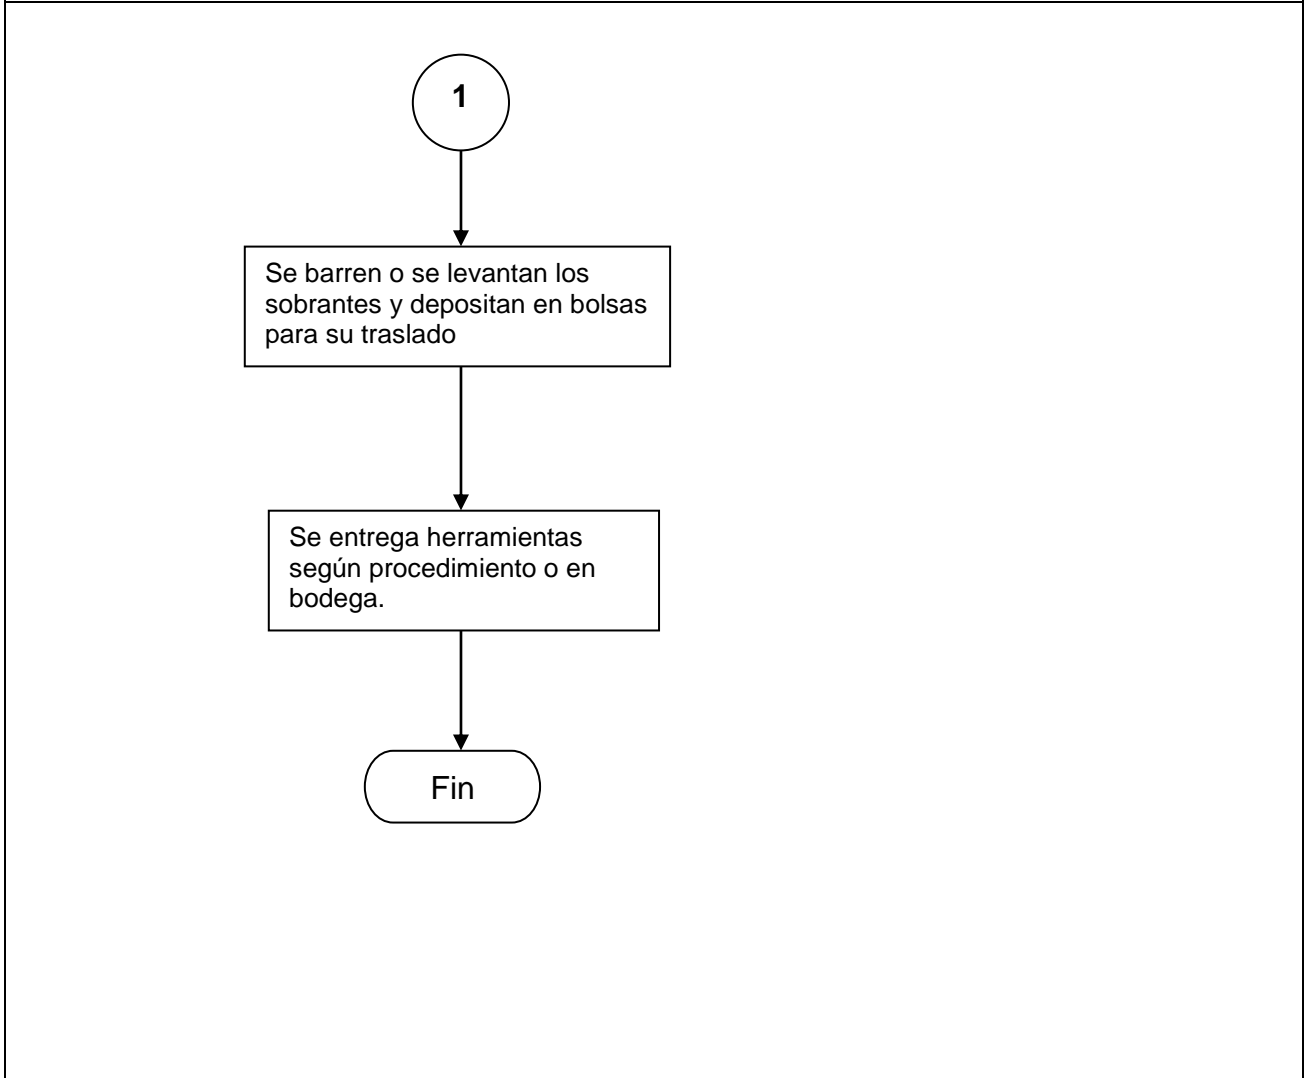 1
Se barren o se levantan los
sobrantes y depositan en bolsas
para su traslado
Se entrega herramientas
según procedimiento o en
bodega.
Fin